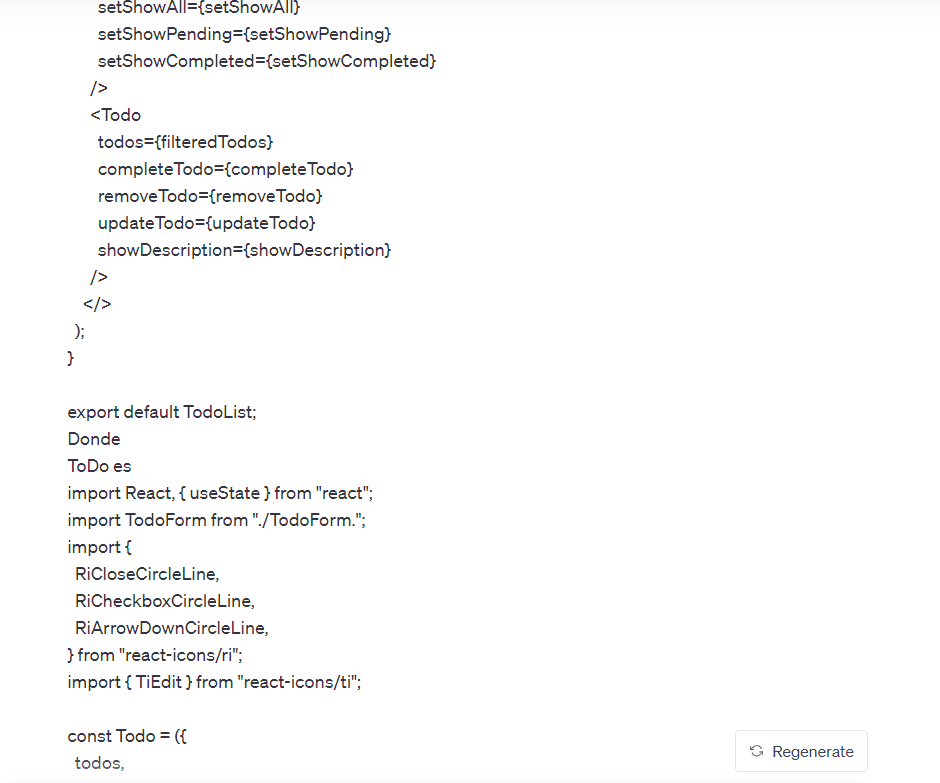 setShowAll={setShowAll}
setShowPending={setShowPending}
setShowCompleted={setShowCompleted}
/>
<Todo
todos={filteredTodos}
completeTodo={completeTodo}
removeTodo={removeTodo}
updateTodo={updateTodo}
showDescription={showDescription}
/>
</>
);
}
export default TodoList;
Donde
ToDo es
import React, { useState } from "react";
import TodoForm from "./TodoForm.";
import {
RiCloseCircleLine,
RiCheckboxCircleLine,
RiArrowDownCircleLine,
} from "react-icons/ri";
import { TiEdit } from "react-icons/ti";
const Todo = ({
todos,
Regenerate